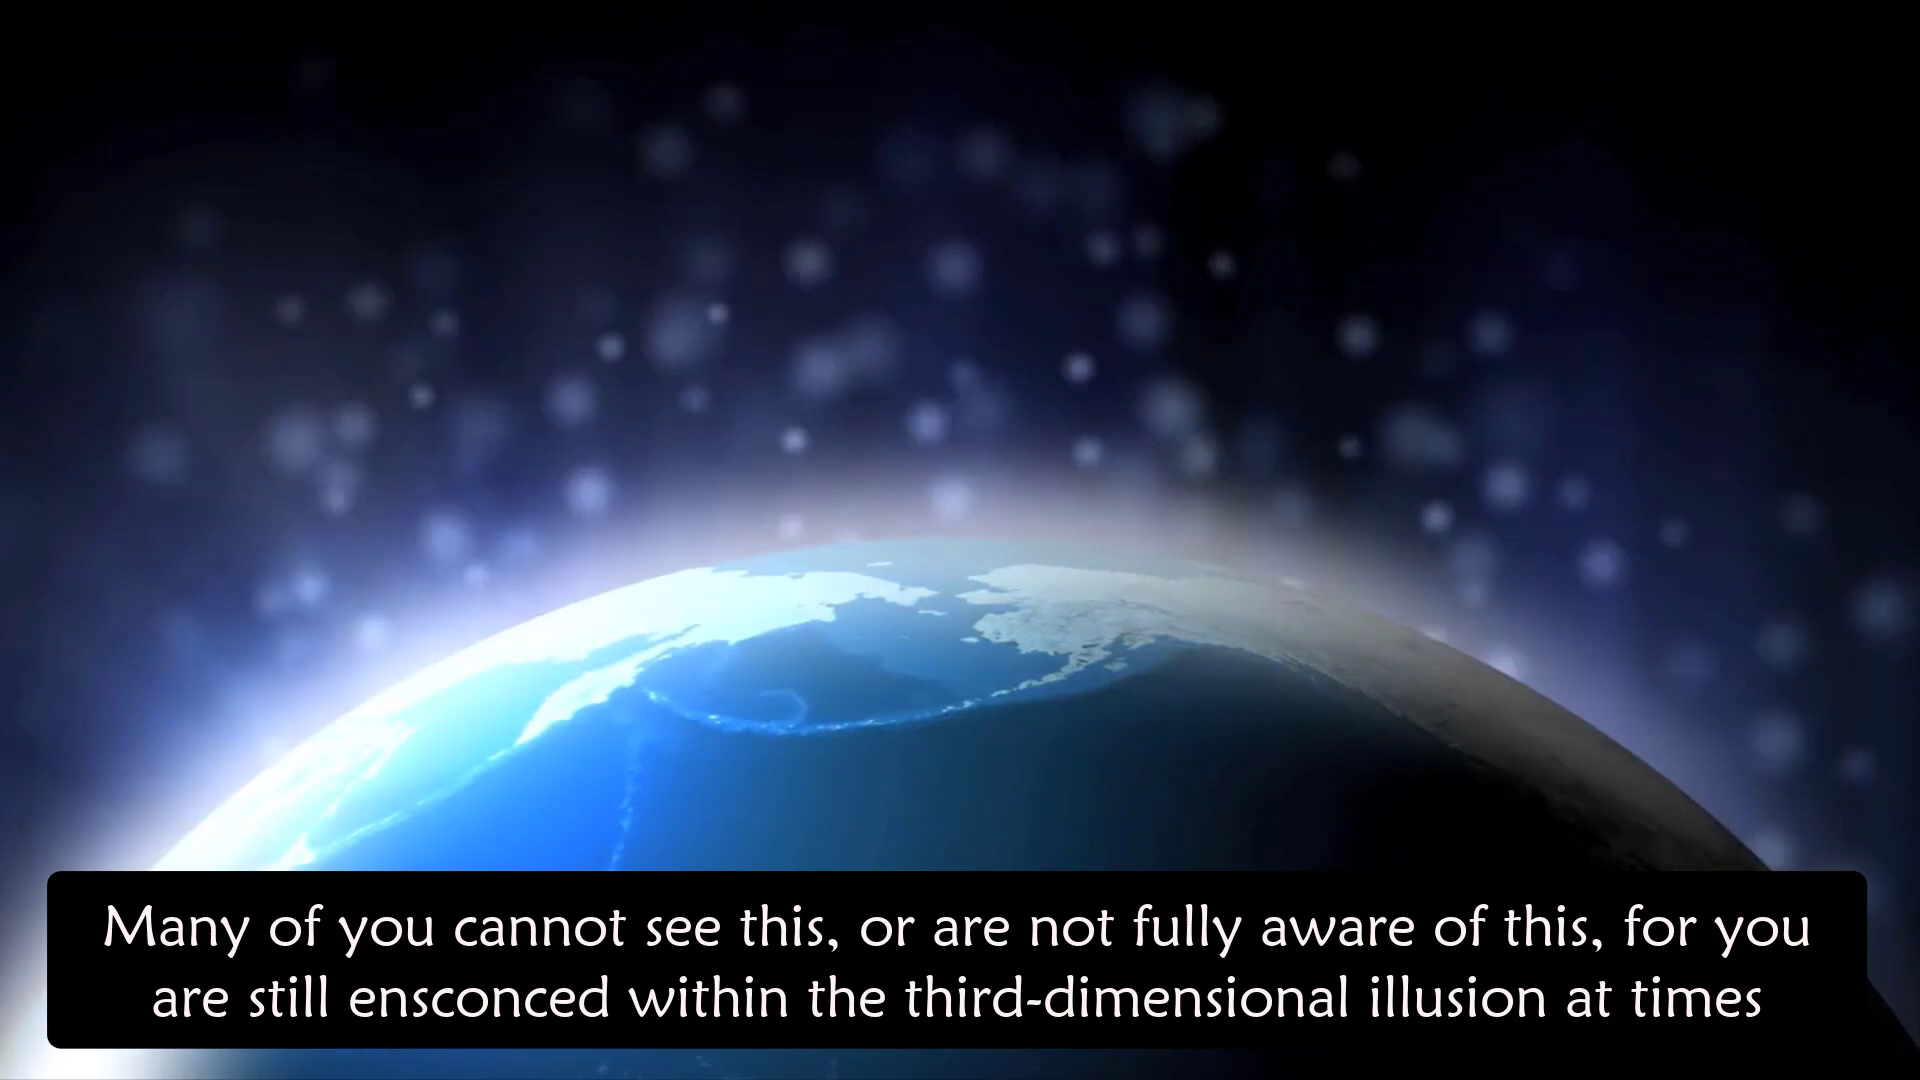 Many of you cannot see this, or are not fully aware of this, for you
are still ensconced within the third-dimensional illusion at times